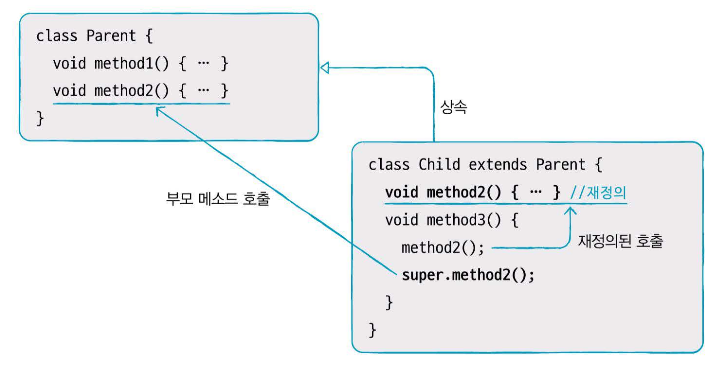 class Parent {
void method1() { … }
void method2() { … }
}
상속
class Child extends Parent {
void method2() { … } //재정의
부모 메소드 호출
void method3() {
method2();
재정의된 호출
super.method2();
}
}